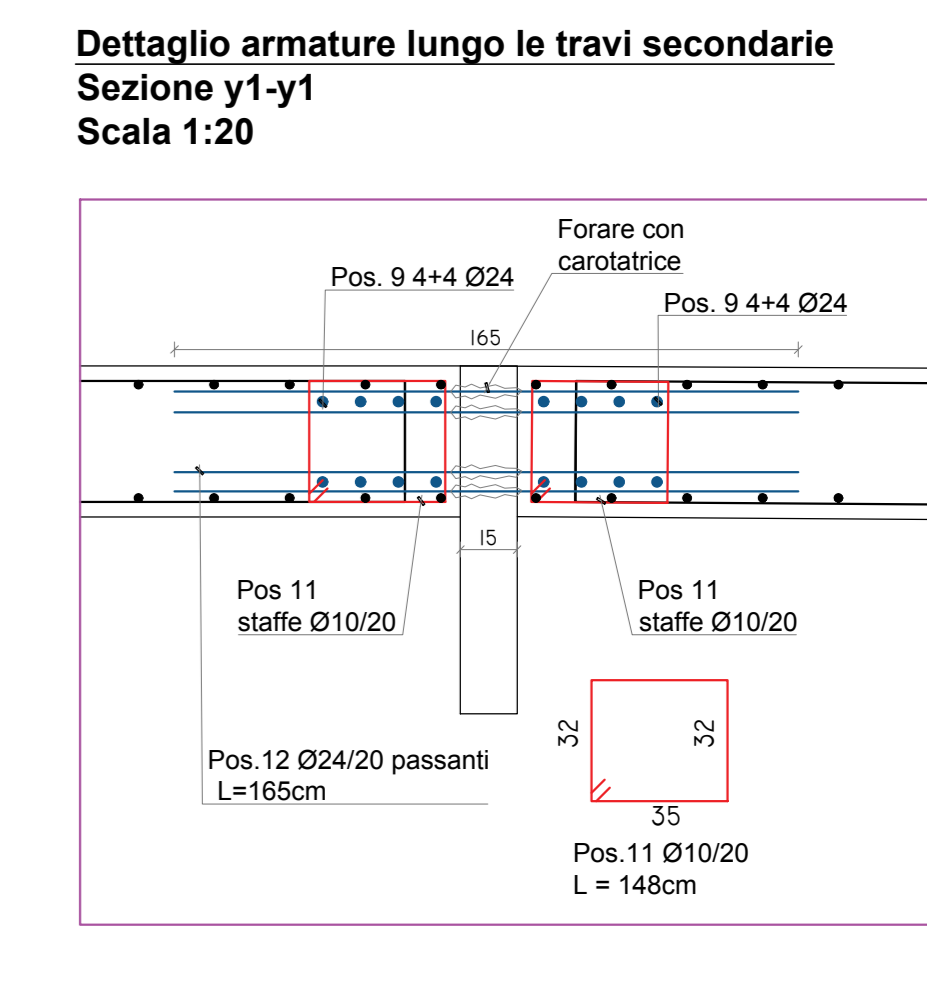 Dettaglio armature lungo le travi secondarie
Sezione y1-y1
Scala 1:20
Forare con
carotatrice
Pos. 9 4+4 Ø24
Pos. 9 4+4 Ø24
165
15
Pos 11
staffe Ø10/20
Pos 11
staffe Ø10/20
Pos.12 Ø24/20 passanti
L=165cm
32
32
35
Pos.11 Ø10/20
L = 148cm